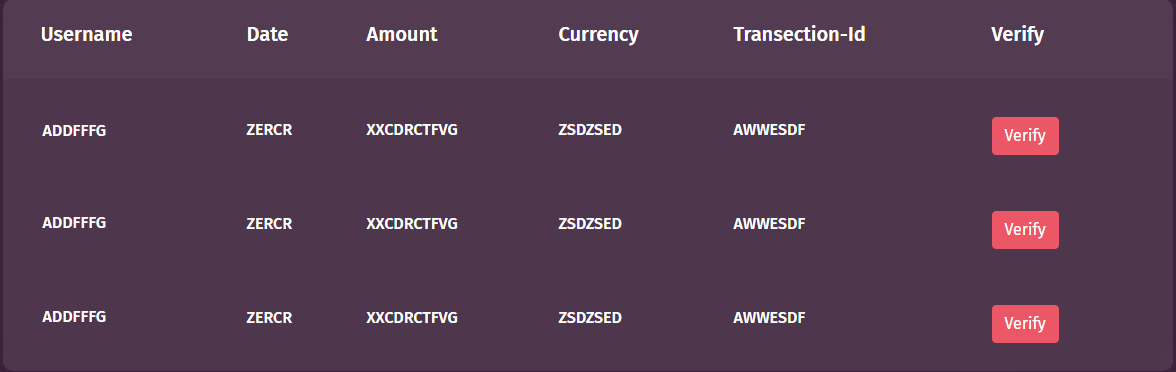 Username Date Amount Currency Transection-Id Verify
ADDFFFG ZERCR XXCDRCTFVG ZSDZSED AWWESDF Verify
ADDFFFG ZERCR XXCDRCTFVG ZSDZSED AWWESDF Verify
ADDFFFG ZERCR XXCDRCTFVG ZSDZSED AWWESDF Verify